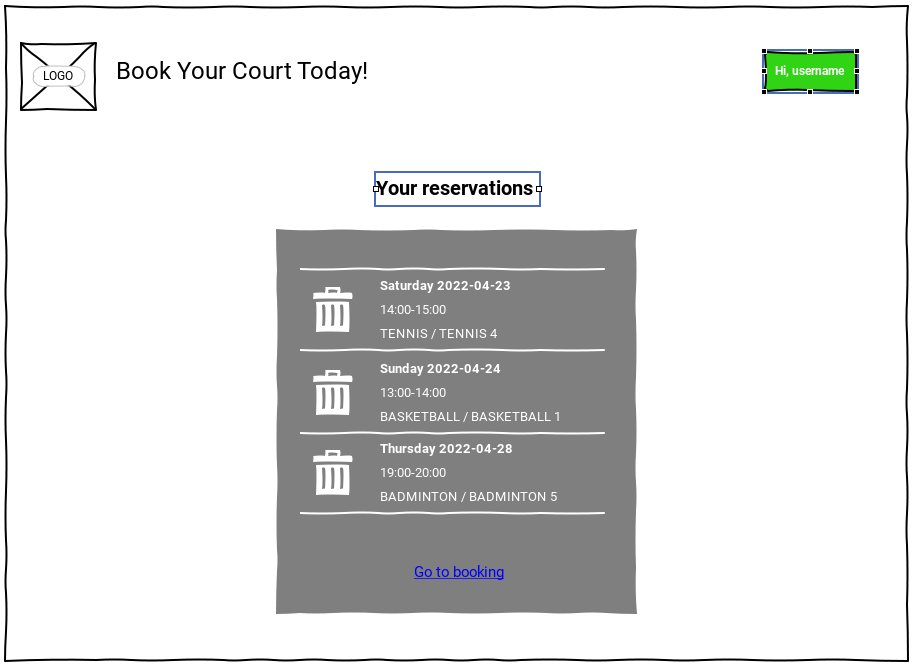 LOGO
Book Your Court Today!
Hi, username
Your reservations
Saturday 2022-04-23
14:00-15:00
TENNIS / TENNIS 4
Sunday 2022-04-24
13:00-14:00
BASKETBALL / BASKETBALL 1
Thursday 2022-04-28
19:00-20:00
BADMINTON / BADMINTON 5
Go to booking